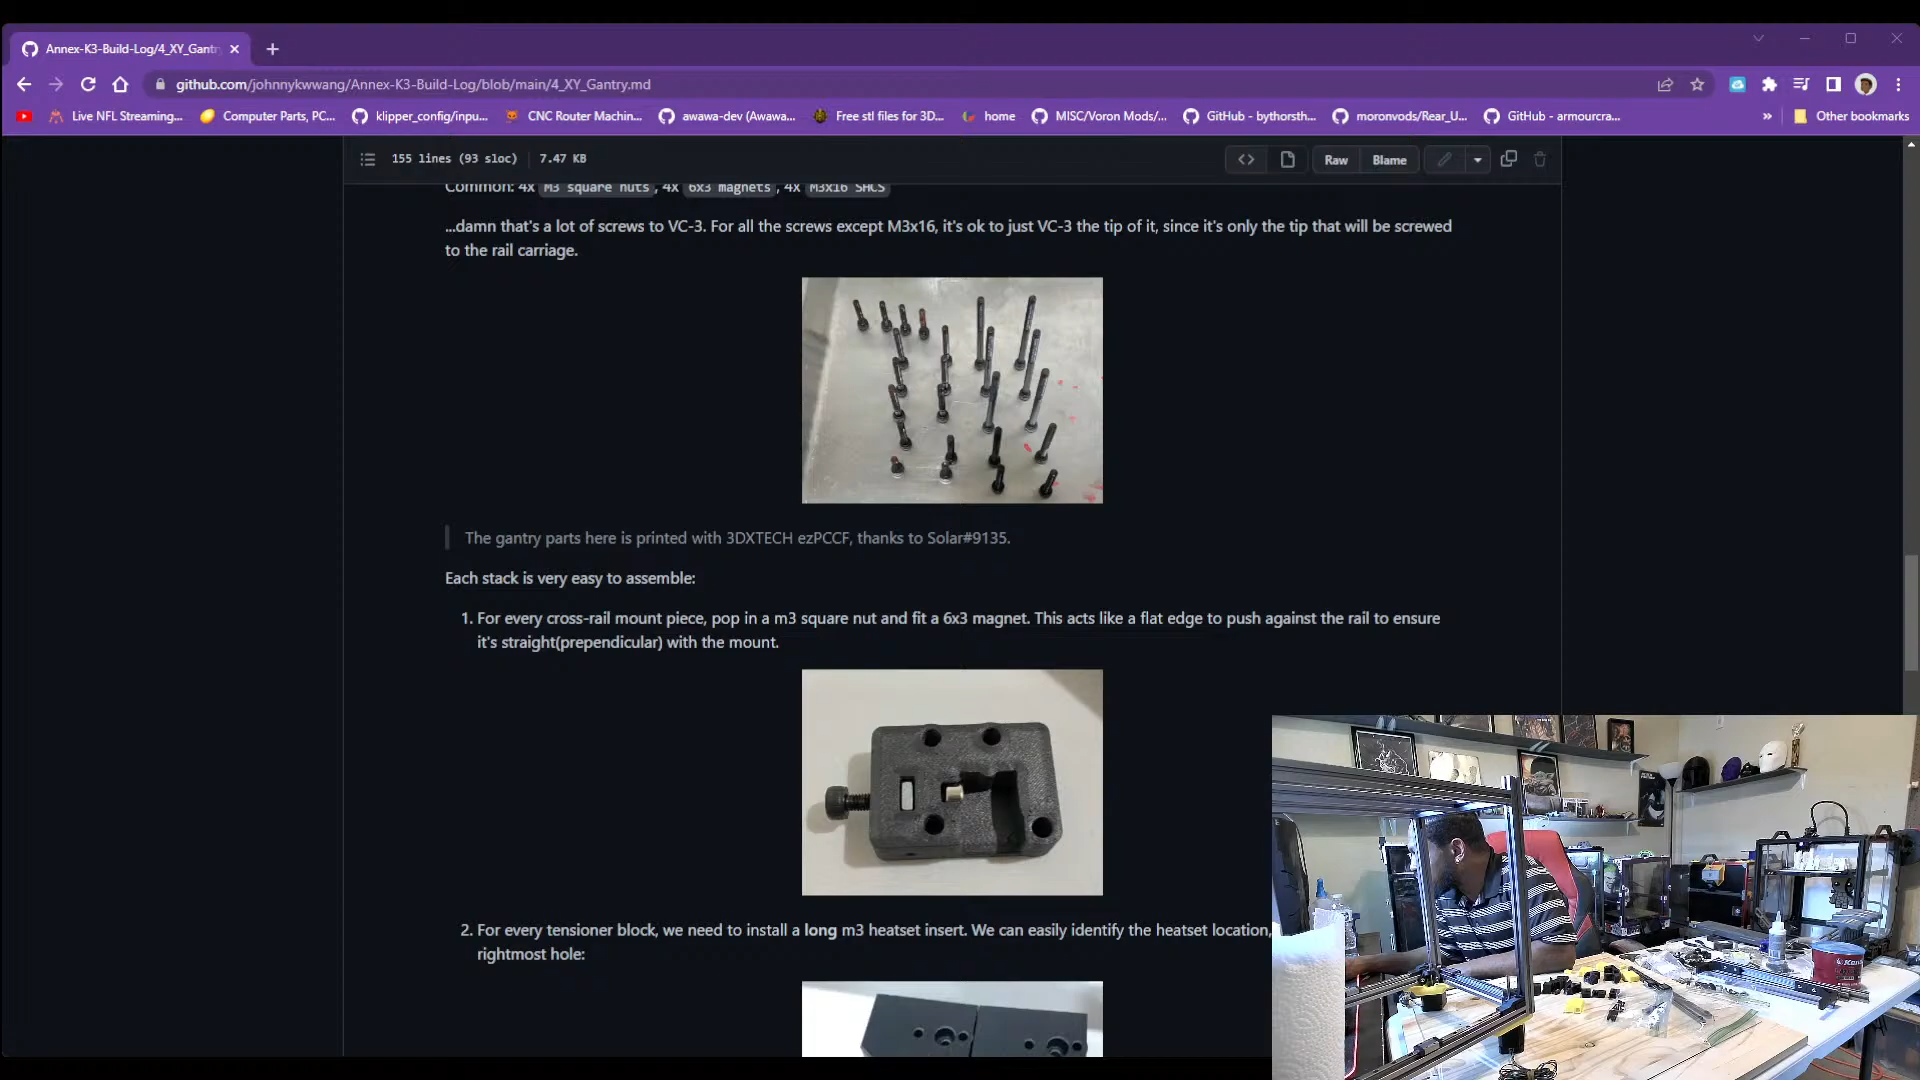 Annex-K3-Build-Log/4_XY_Gantr
github.com/johnnykwwang/Annex-K3-Build-Log/blob/main/4_XY_Gantry.md
Live NFL Streaming... Computer Parts, PC... klipper_config/inpu... CNC Router Machin... awawa-dev (Awawa... Free stl files for 3D... home MISC/Voron Mods/... GitHub - bythorsth... moronvods/Rear_U... GitHub - armourcra... » Other bookmarks
155 lines (93 sloc) 7.47 KB Raw Blame
Common: 4x M3 square nuts, 4x 6x3 magnets, 4x M3x16 SHCS
...damn that's a lot of screws to VC-3. For all the screws except M3x16, it's ok to just VC-3 the tip of it, since it's only the tip that will be screwed
to the rail carriage.
The gantry parts here is printed with 3DXTECH ezPCCF, thanks to Solar#9135.
Each stack is very easy to assemble:
1. For every cross-rail mount piece, pop in a m3 square nut and fit a 6x3 magnet. This acts like a flat edge to push against the rail to ensure
it's straight(prependicular) with the mount.
2. For every tensioner block, we need to install a long m3 heatset insert. We can easily identify the heatset location,
rightmost hole: